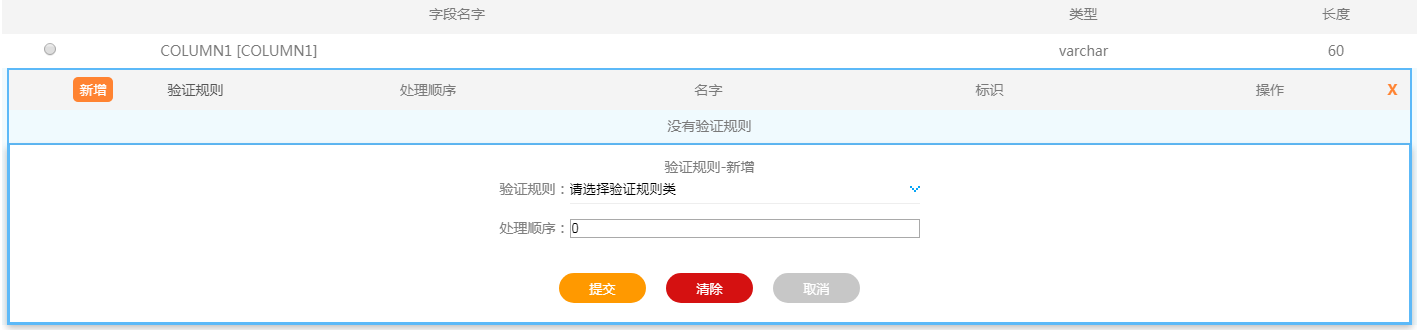 字段名字 类型 长度
COLUMN1 [COLUMN1] varchar 60
新增 验证规则 处理顺序 名字 标识 操作 X
没有验证规则
验证规则-新增
验证规则：请选择验证规则类
处理顺序：0
提交 清除 取消